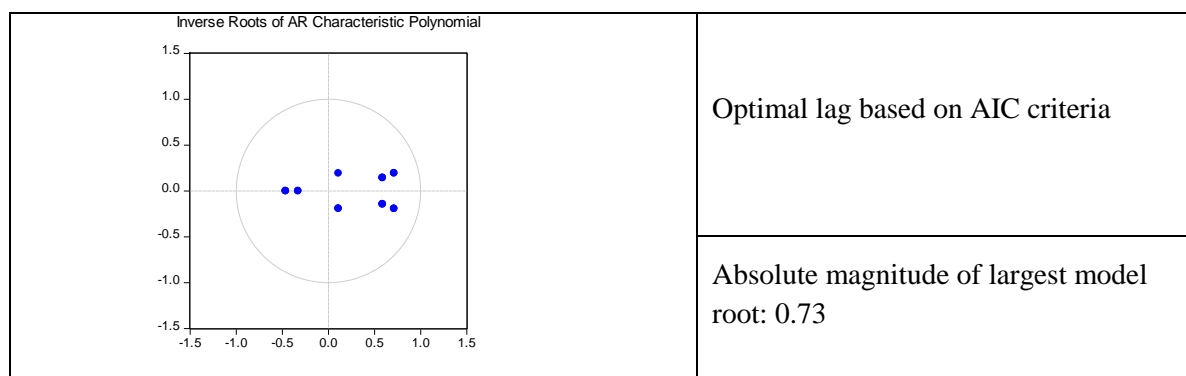 Inverse Roots of AR Characteristic Polynomial
1.5
1.0
0.5
0.0
-0.5
-1.0
-1.5
-1.5 -1.0 -0.5 0.0 0.5 1.0 1.5
Optimal lag based on AIC criteria
Absolute magnitude of largest model
root: 0.73